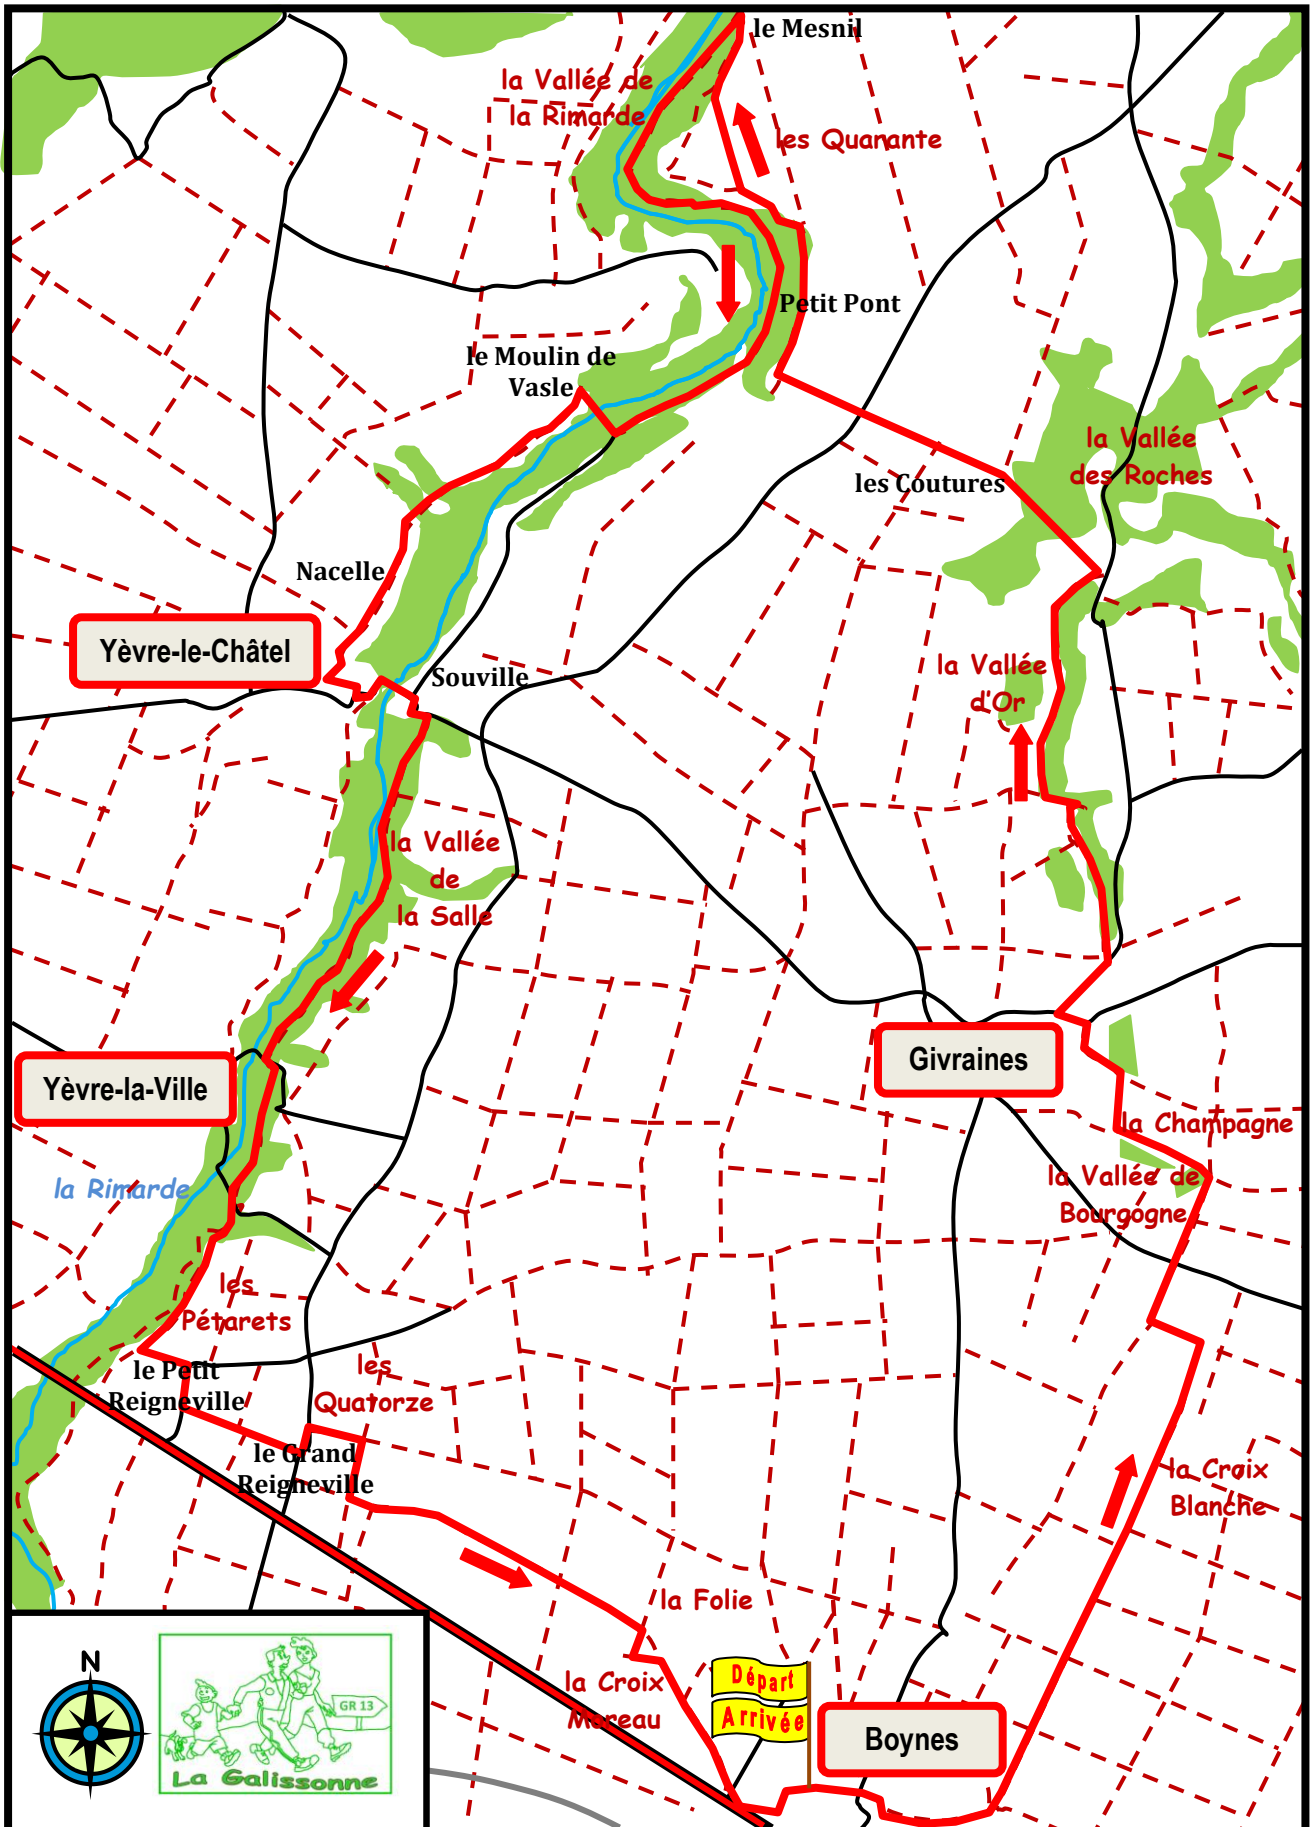 le Mesnil
la Vallée de
la Rimarde
les Quarante
Petit Pont
le Moulin de
Vasle
la Vallée
des Roches
les Coutures
Nacelle
Yèvre-le-Châtel
Souville
la Vallée
d'Or
la Vallée
de
la Salle
Givraines
Yèvre-la-Ville
la Champagne
la Rimarde
la Vallée de
Bourgogne
les
Pétarets
le Petit
Reigneville
les
Quatorze
le Grand
Reigneville
la Croix
Blanche
la Folie
la Croix
Moreau
Départ
Arrivée
Boynes
N
GR 13
La Galissonne